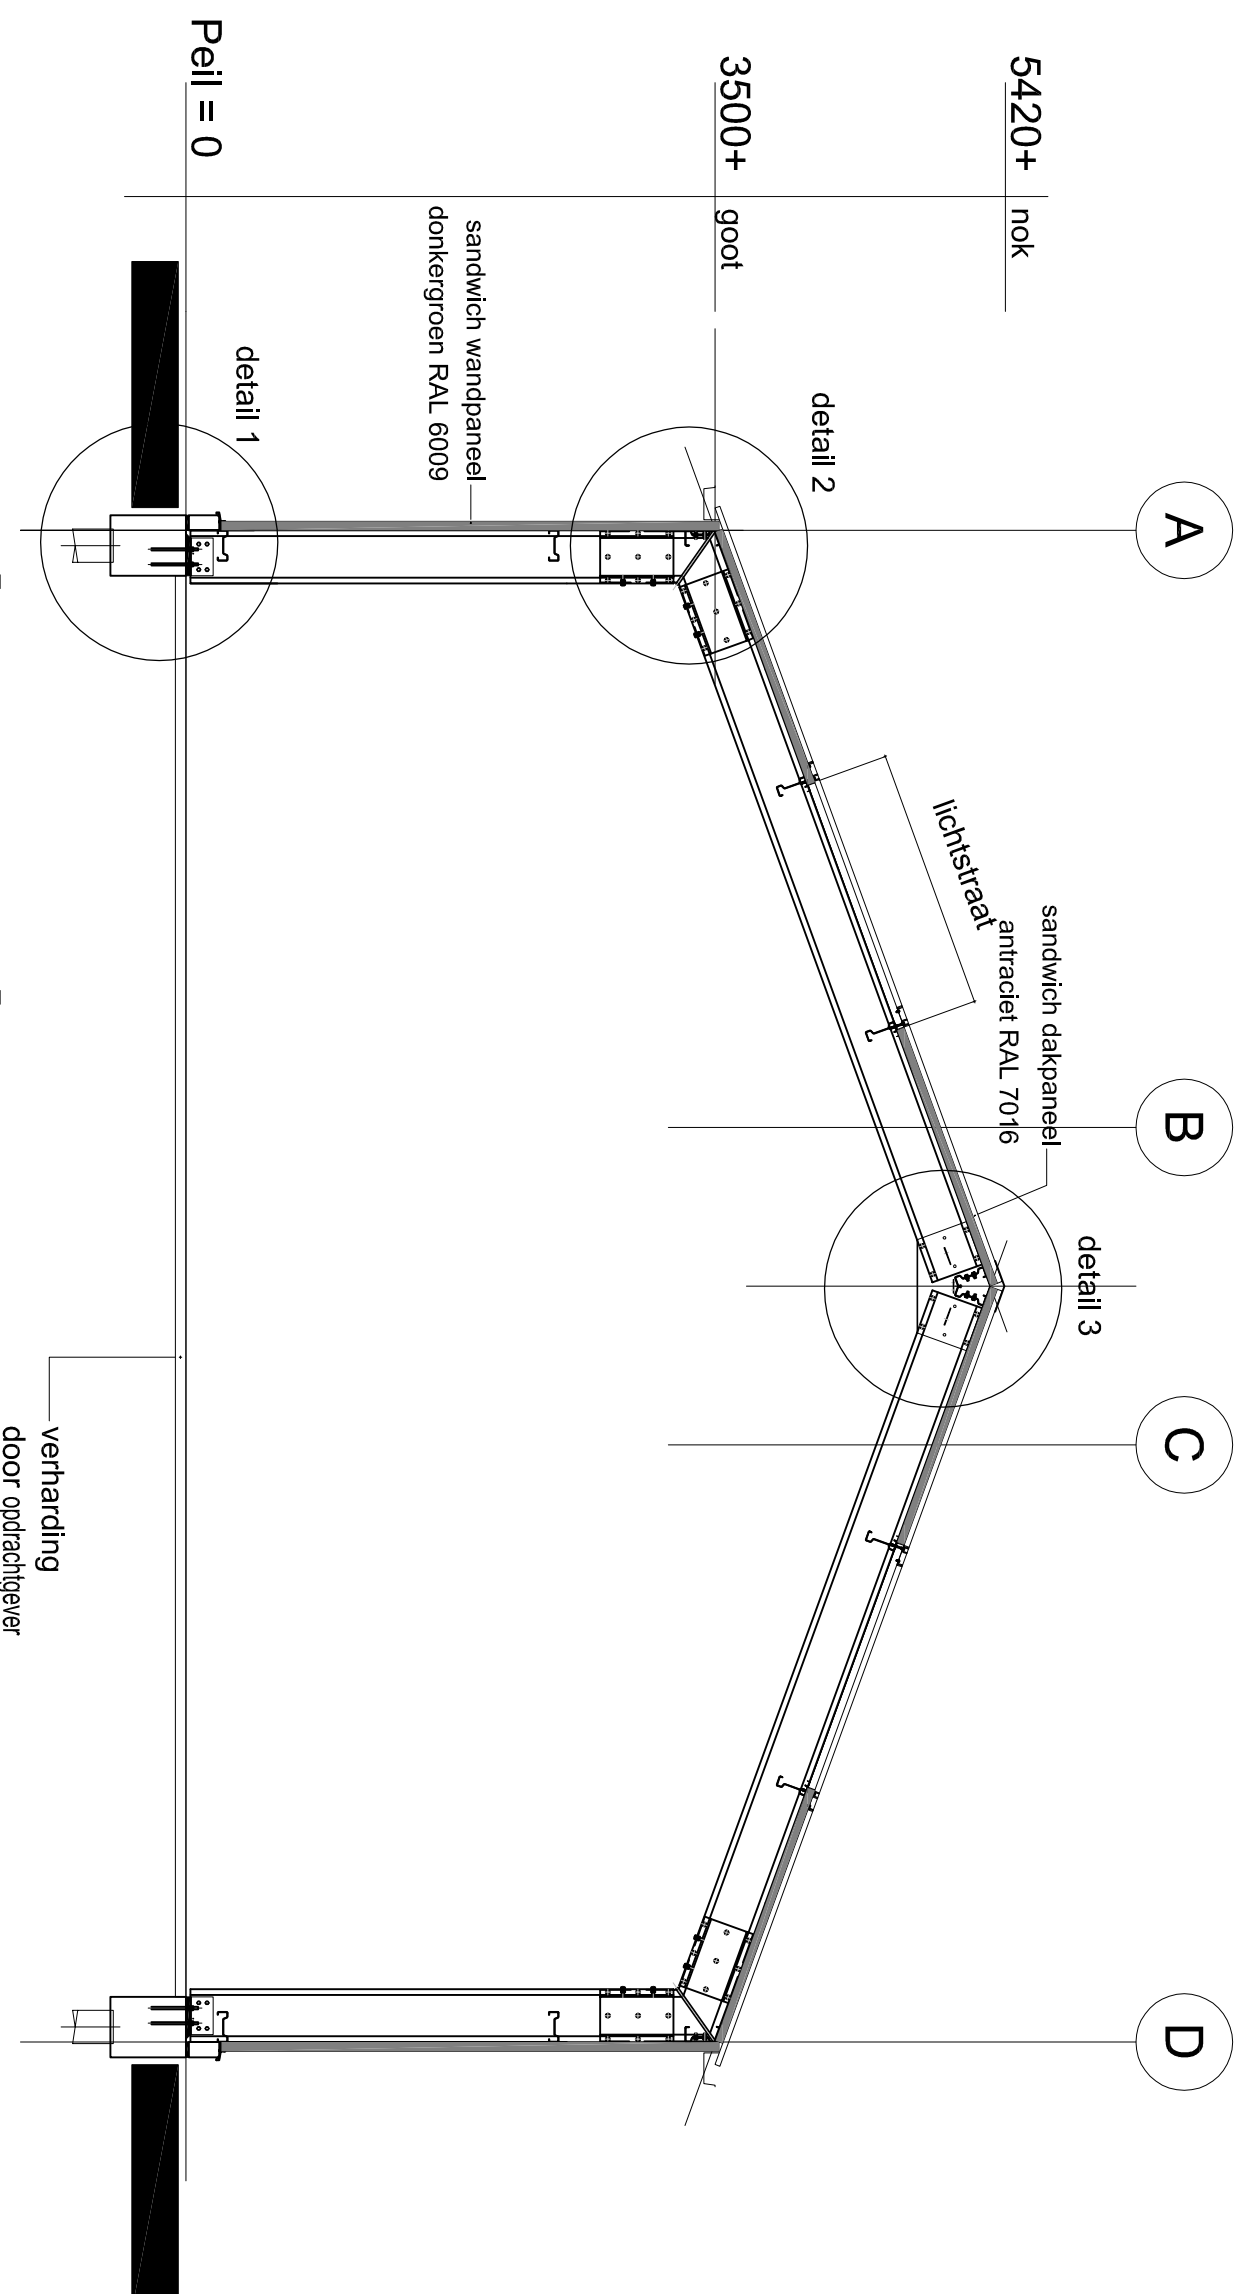 A
B
C
D
5420+ nok
3500+ goot
Peil = 0
detail 1
detail 2
detail 3
sandwich wandpaneel
donkergroen RAL 6009
lichtstraat
sandwich dakpaneel
antraciet RAL 7016
verharding
door opdrachtgever